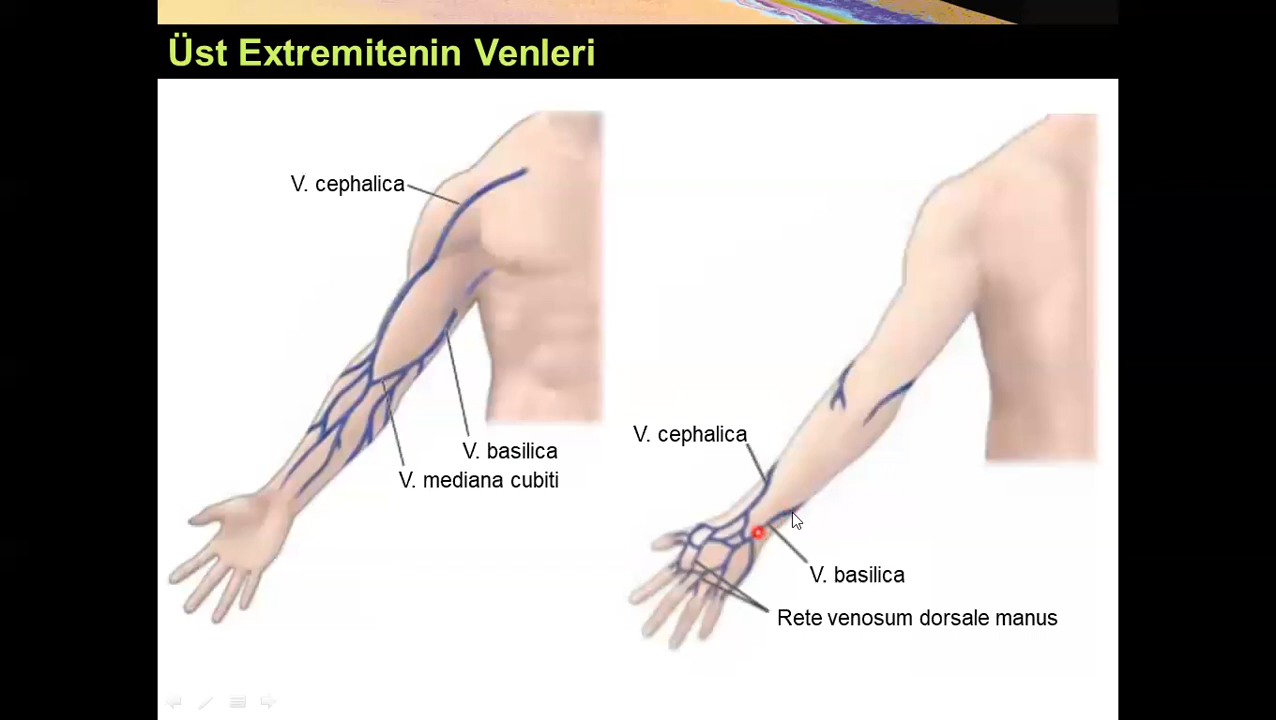 Üst Extremitenin Venleri
V. cephalica
V. basilica
V. mediana cubiti
V. cephalica
V. basilica
Rete venosum dorsale manus